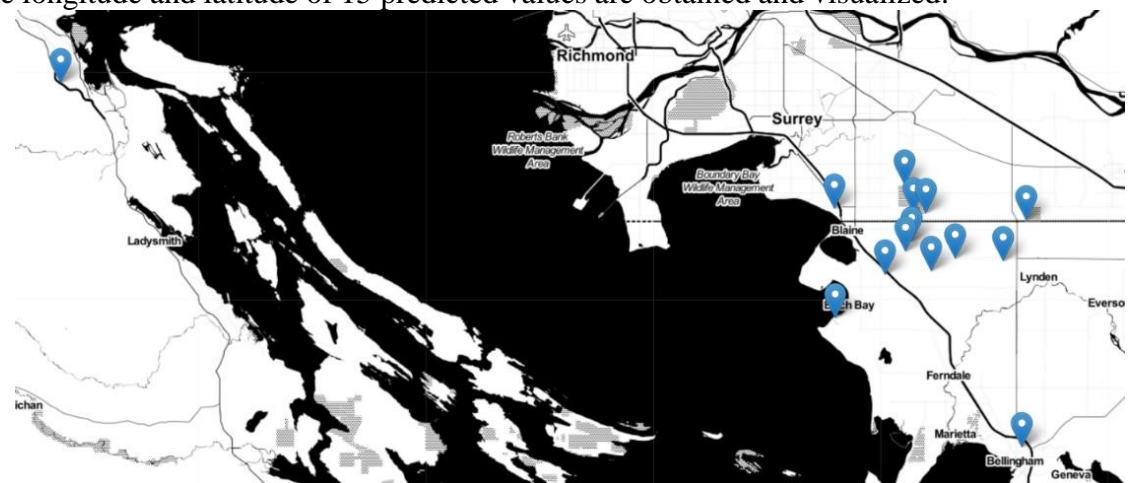 e longitude and latitude of 15 predicted values are obtained and visualized.
Richmond
Surrey
Roberts Bank
Wildlife Management
Area
Boundary Bay
Wildlife Management
Area
Ladysmith
Blaine
Lynden
Bay
Everso
Ferndale
ichan
Marietta
Bellingham
Geneva